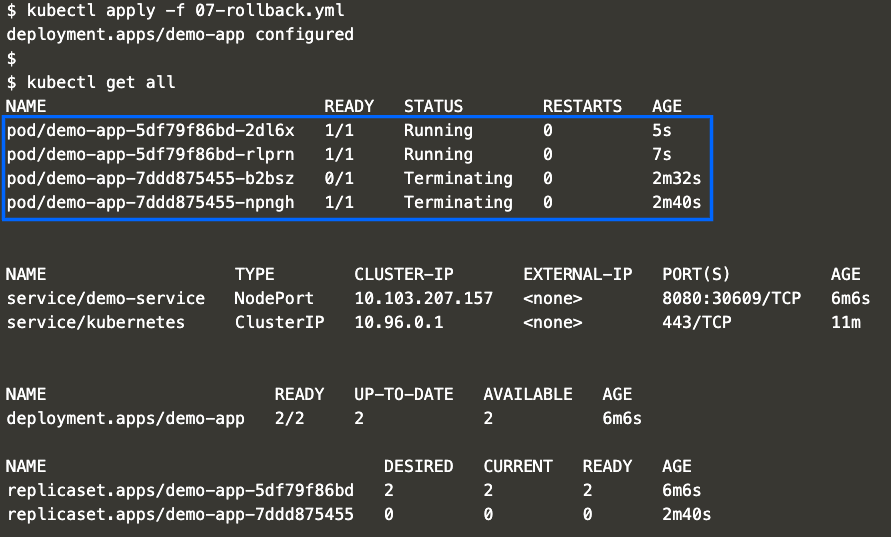 $ kubectl apply -f 07-rollback.yml
deployment.apps/demo-app configured
$
$ kubectl get all
NAME READY STATUS RESTARTS AGE
pod/demo-app-5df79f86bd-2dl6x 1/1 Running 0 5s
pod/demo-app-5df79f86bd-rlprn 1/1 Running 0 7s
pod/demo-app-7ddd875455-b2bsz 0/1 Terminating 0 2m32s
pod/demo-app-7ddd875455-npngh 1/1 Terminating 0 2m40s
NAME TYPE CLUSTER-IP EXTERNAL-IP PORT(S) AGE
service/demo-service NodePort 10.103.207.157 <none> 8080:30609/TCP 6m6s
service/kubernetes ClusterIP 10.96.0.1 <none> 443/TCP 11m
NAME READY UP-TO-DATE AVAILABLE AGE
deployment.apps/demo-app 2/2 2 2 6m6s
NAME DESIRED CURRENT READY AGE
replicaset.apps/demo-app-5df79f86bd 2 2 2 6m6s
replicaset.apps/demo-app-7ddd875455 0 0 0 2m40s